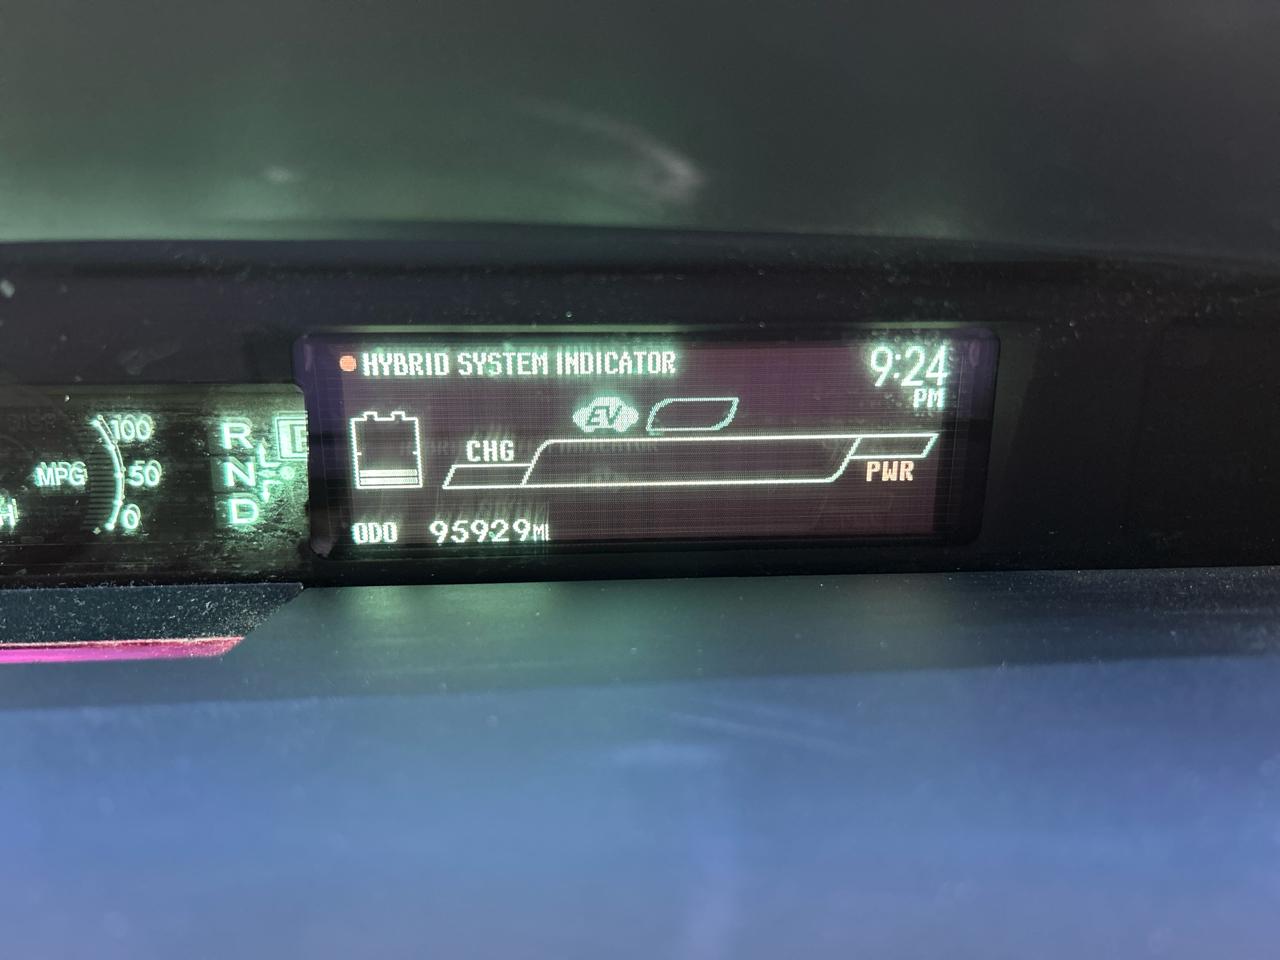 HYBRID SYSTEM INDICATOR
9:24
PM
EV
CHG
PWR
ODO 95929MI
100
50
0
MPG
R
N
D
H